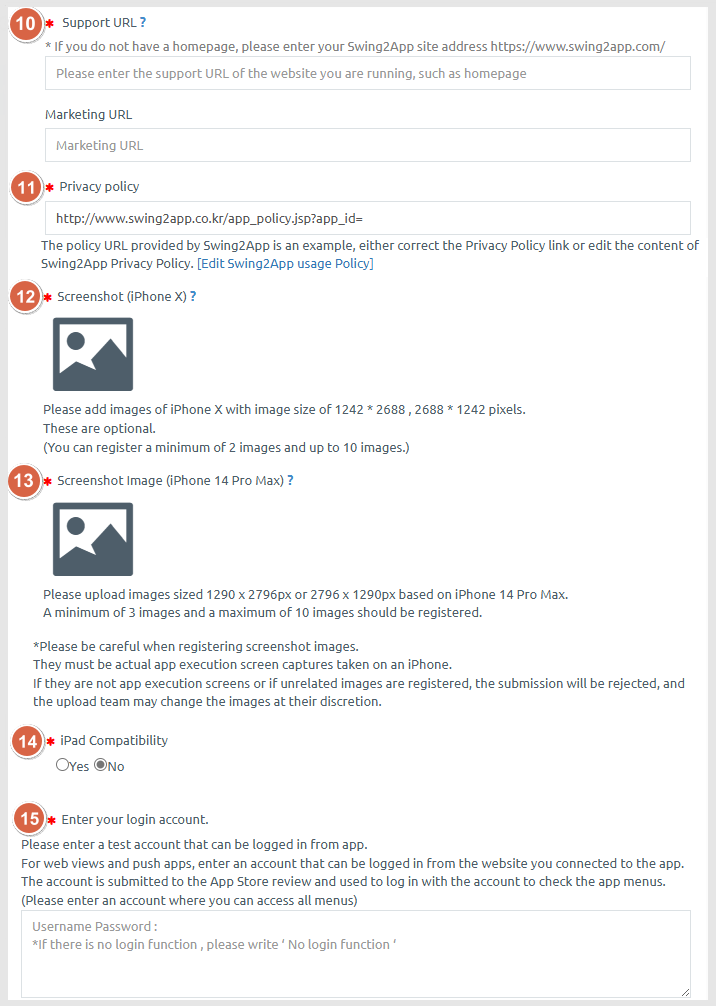 10 * Support URL ?
* If you do not have a homepage, please enter your Swing2App site address https://www.swing2app.com/
Please enter the support URL of the website you are running, such as homepage
Marketing URL
Marketing URL
11 * Privacy policy
http://www.swing2app.co.kr/app_policy.jsp?app_id=
The policy URL provided by Swing2App is an example, either correct the Privacy Policy link or edit the content of
Swing2App Privacy Policy. [Edit Swing2App usage Policy]
12 * Screenshot (iPhone X) ?
Please add images of iPhone X with image size of 1242 * 2688 , 2688 * 1242 pixels.
These are optional.
(You can register a minimum of 2 images and up to 10 images.)
13 * Screenshot Image (iPhone 14 Pro Max) ?
Please upload images sized 1290 x 2796px or 2796 x 1290px based on iPhone 14 Pro Max.
A minimum of 3 images and a maximum of 10 images should be registered.
*Please be careful when registering screenshot images.
They must be actual app execution screen captures taken on an iPhone.
If they are not app execution screens or if unrelated images are registered, the submission will be rejected, and
the upload team may change the images at their discretion.
14 * iPad Compatibility
Yes No
15 * Enter your login account.
Please enter a test account that can be logged in from app.
For web views and push apps, enter an account that can be logged in from the website you connected to the app.
The account is submitted to the App Store review and used to log in with the account to check the app menus.
(Please enter an account where you can access all menus)
Username Password :
*If there is no login function , please write ‘ No login function ‘